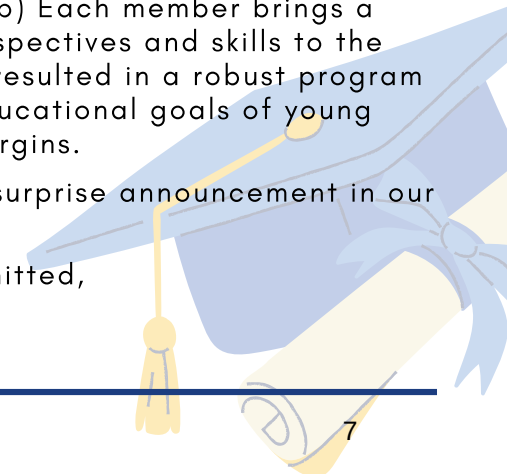 b) Each member brings a
spectives and skills to the
resulted in a robust program
ucational goals of young
rgins.
surprise announcement in our
itted,
7